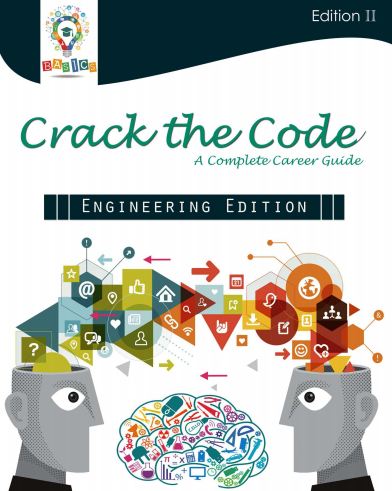 Edition II
BASICS
Crack the Code
A Complete Career Guide
ENGINEERING EDITION
@
?
&
!